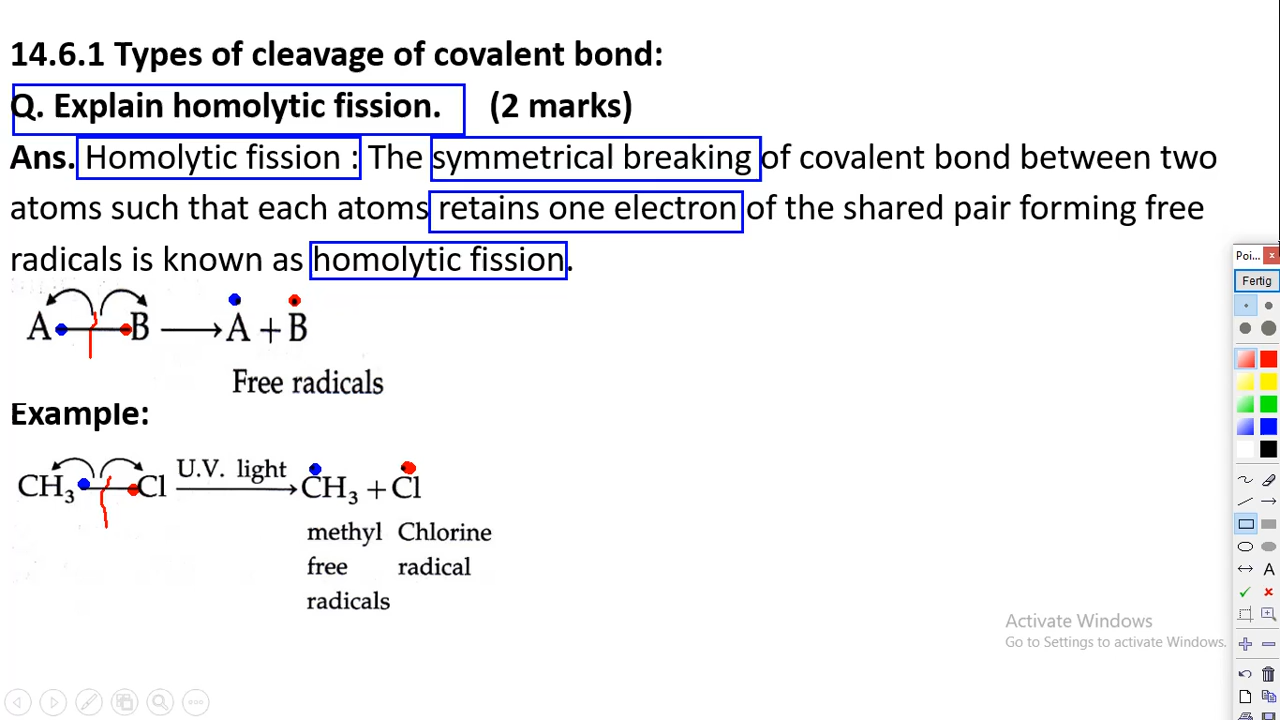 14.6.1 Types of cleavage of covalent bond:
Q. Explain homolytic fission. (2 marks)
Ans. Homolytic fission : The symmetrical breaking of covalent bond between two
atoms such that each atoms retains one electron of the shared pair forming free
radicals is known as homolytic fission.
A B → A + B
Free radicals
Example:
CH₃ Cl U.V. light → CH₃ + Cl
methyl Chlorine
free radical
radicals
Poi...
Fertig
A
Activate Windows
Go to Settings to activate Windows.